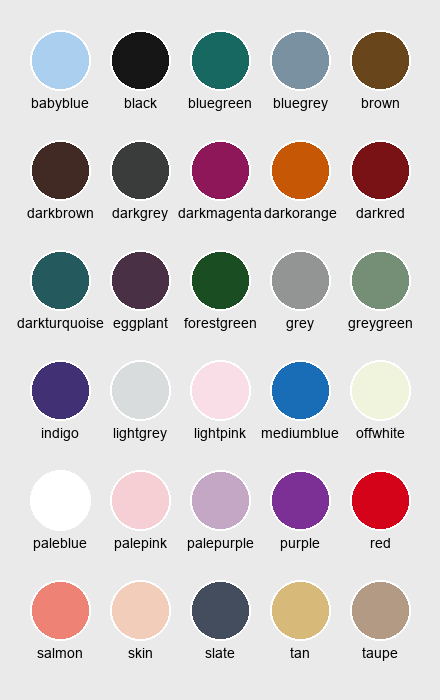 babyblue black bluegreen bluegrey brown
darkbrown darkgrey darkmagenta darkorange darkred
darkturquoise eggplant forestgreen grey greygreen
indigo lightgrey lightpink mediumblue offwhite
paleblue palepink palepurple purple red
salmon skin slate tan taupe